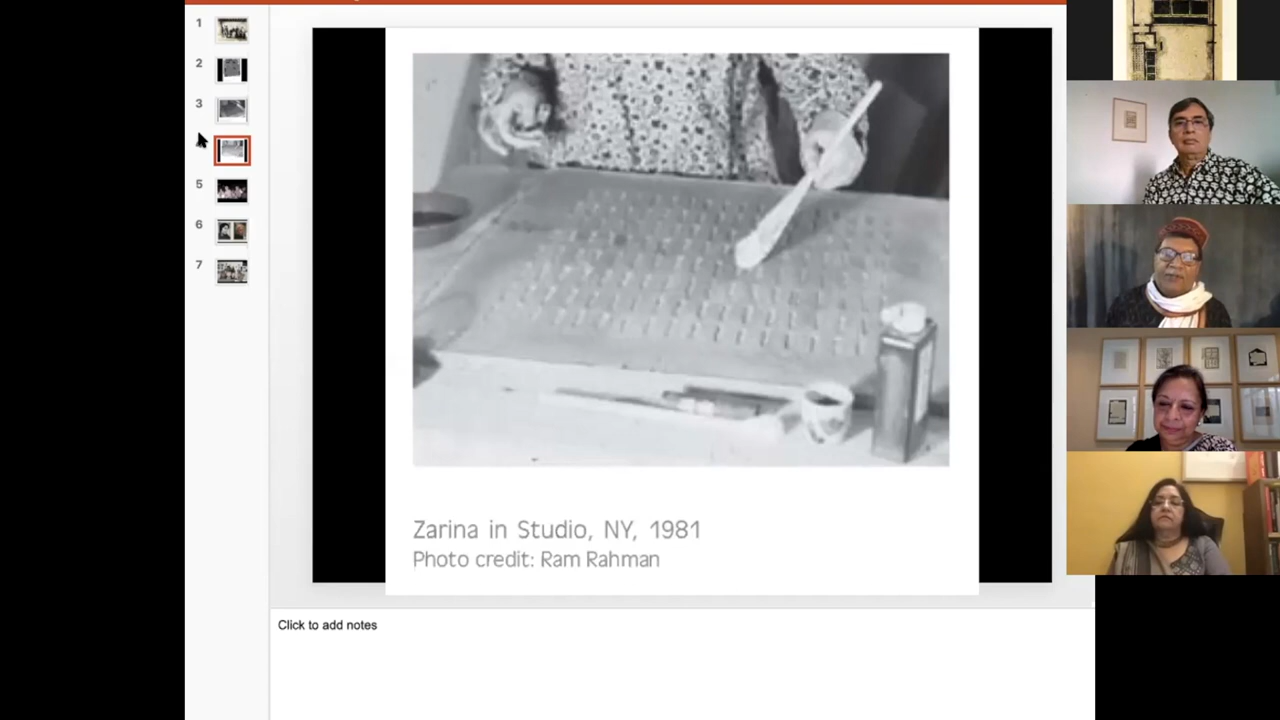 1
2
3
5
6
7
Zarina in Studio, NY, 1981
Photo credit: Ram Rahman
Click to add notes